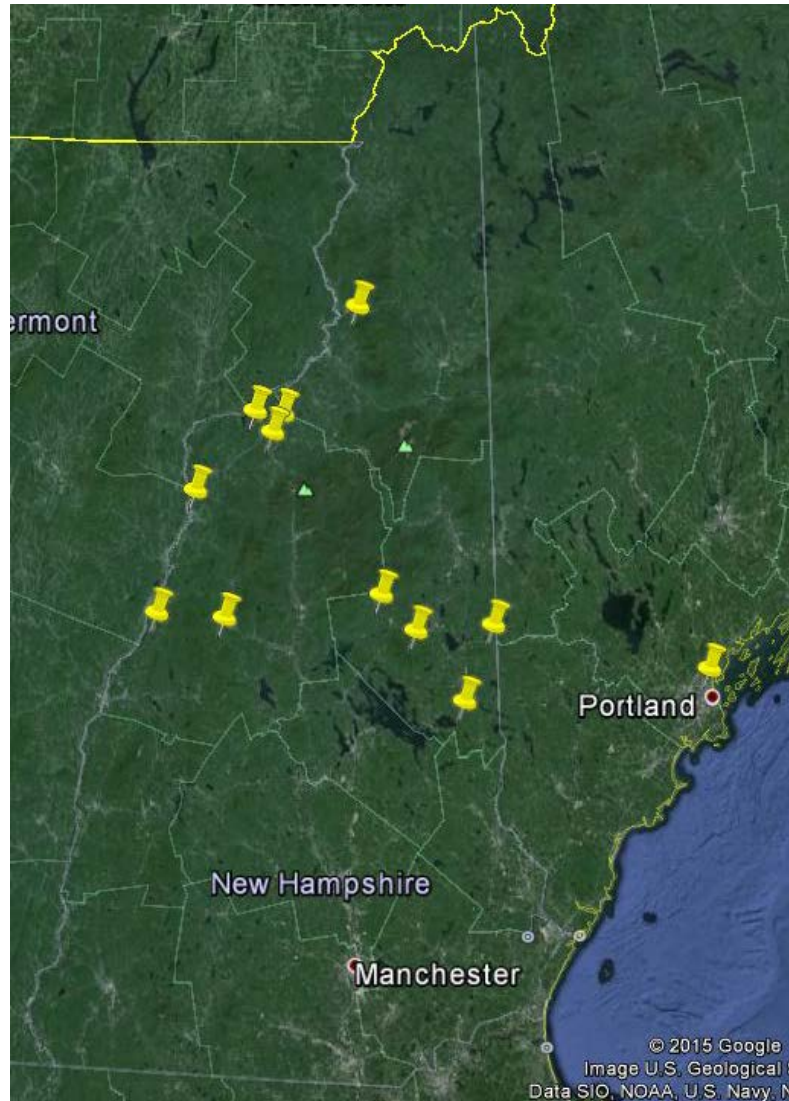 ermont
Portland
New Hampshire
Manchester
© 2015 Google
Image U.S. Geological
Data SIO, NOAA, U.S. Navy, N